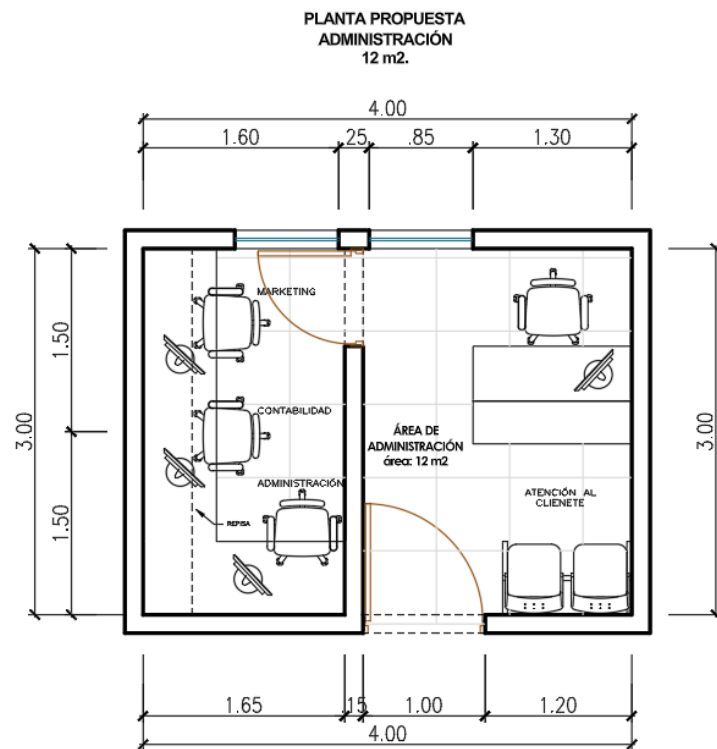 PLANTA PROPUESTA
ADMINISTRACIÓN
12 m2.
4.00
1.60
.25
.85
1.30
MARKETING
1.50
3.00
CONTABILIDAD
ÁREA DE
ADMINISTRACIÓN
área: 12 m2
3.00
ADMINISTRACIÓN
ATENCIÓN AL
CLIENETE
1.50
REPISA
1.65
.15
1.00
1.20
4.00